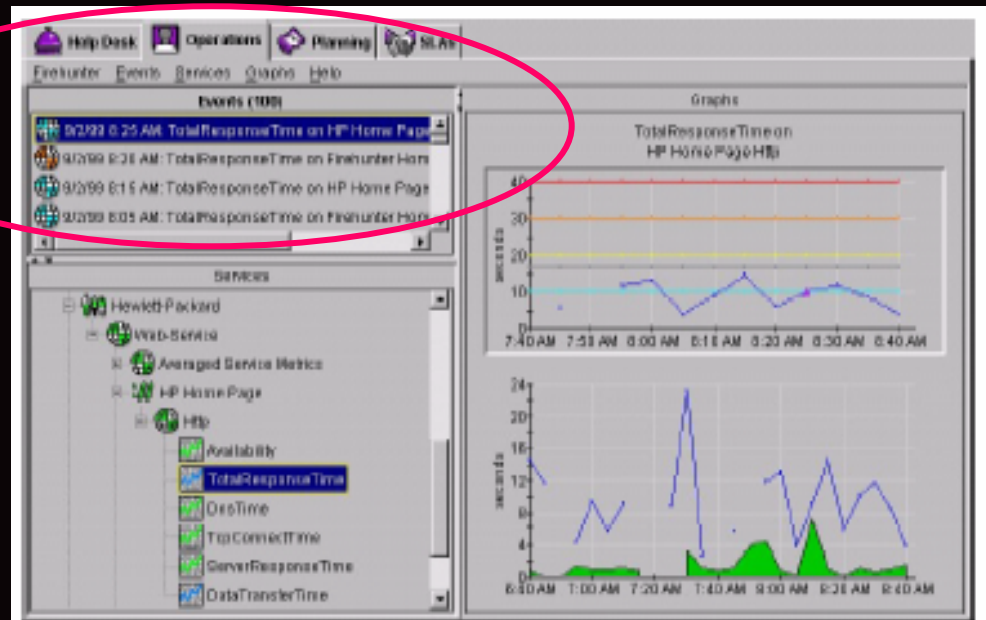 Help Desk Operations Planning SLAs
Firehunter Events Services Graphs Help
Events (100)
9/2/99 8:25 AM: TotalResponseTime on HP Home Page
9/2/99 8:20 AM: TotalResponseTime on Firehunter Hom
9/2/99 8:15 AM: TotalResponseTime on HP Home Page
9/2/99 8:05 AM: TotalResponseTime on Firehunter Hom
Services
Hewlett-Packard
Web-Service
Averaged Service Metrics
HP Home Page
Http
Availability
TotalResponseTime
DnsTime
TcpConnectTime
ServerResponseTime
DataTransferTime
Graphs
TotalResponseTime on
HP Home Page Http
40
30
20
10
0
seconds
7:40 AM 7:50 AM 8:00 AM 8:10 AM 8:20 AM 8:30 AM 8:40 AM
24
20
16
12
8
4
0
seconds
6:40 AM 7:00 AM 7:20 AM 7:40 AM 8:00 AM 8:20 AM 8:40 AM